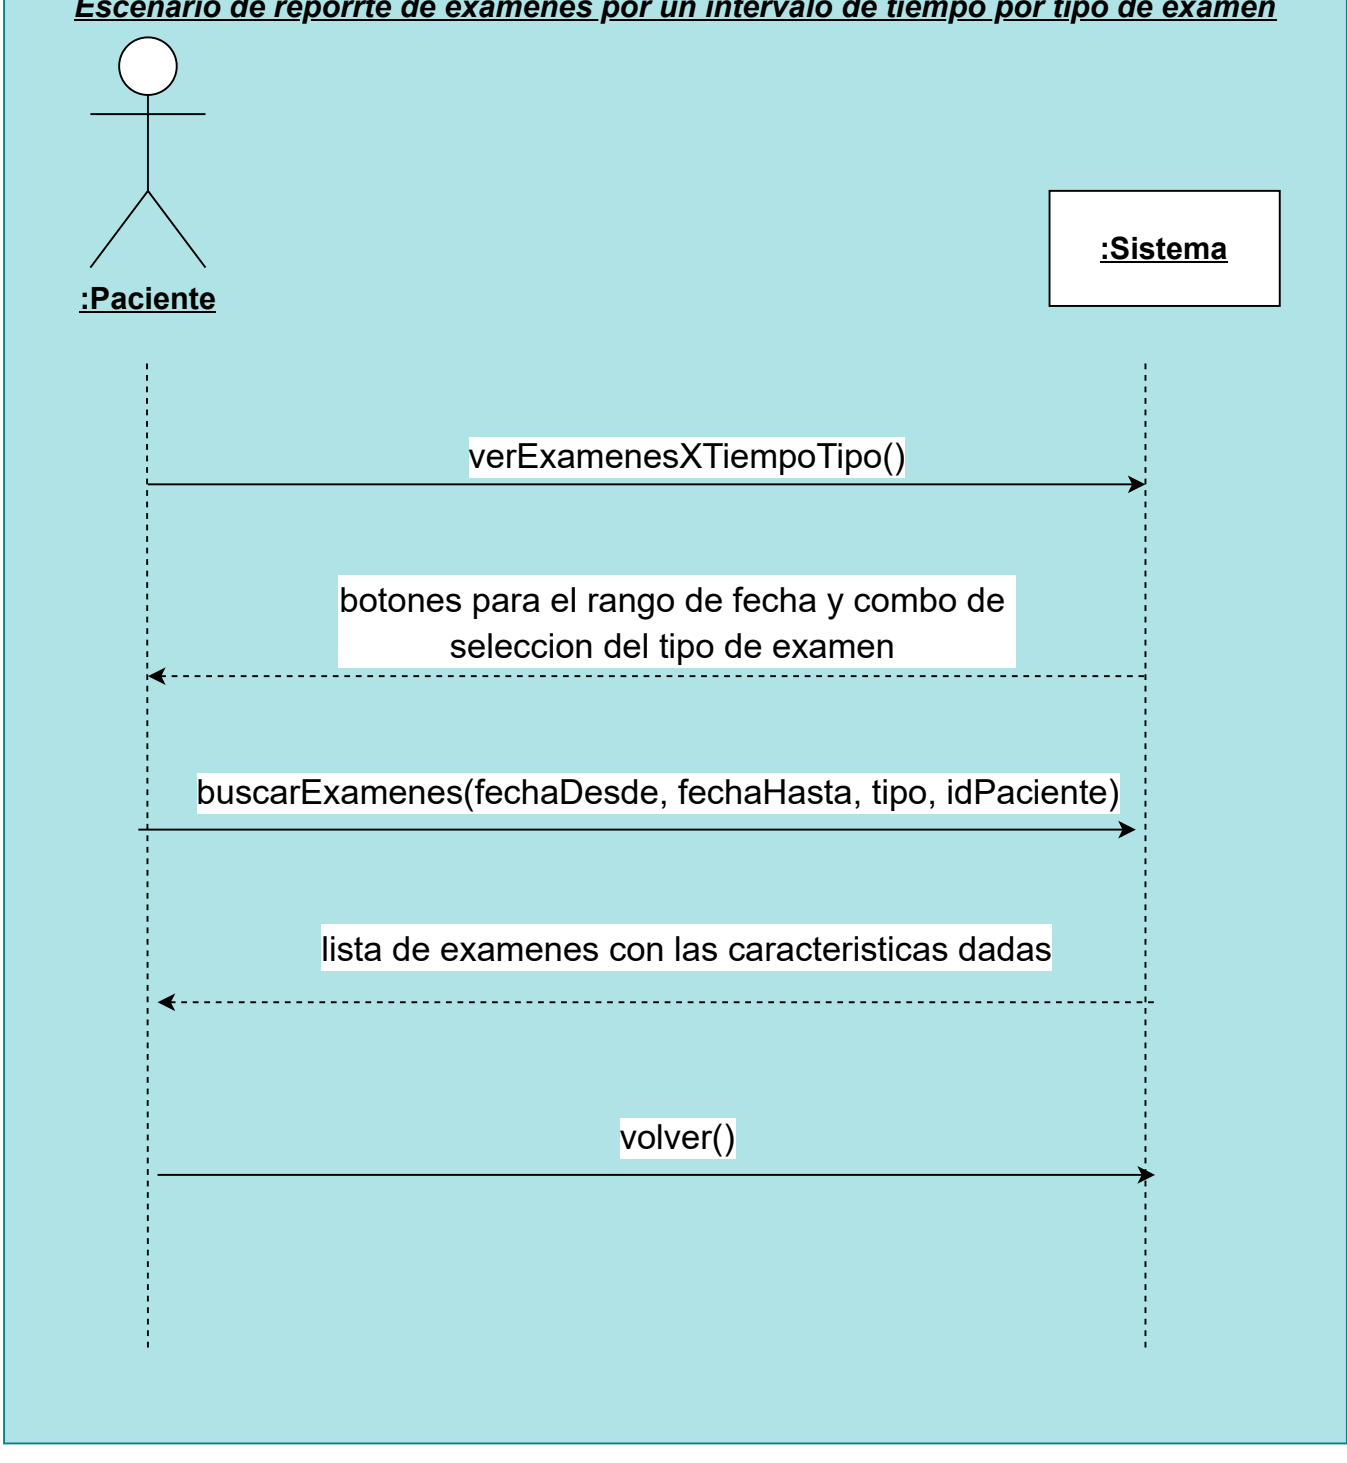 Escenario de reporrte de examenes por un intervalo de tiempo por tipo de examen
:Sistema
:Paciente
verExamenesXTiempoTipo()
botones para el rango de fecha y combo de
seleccion del tipo de examen
buscarExamenes(fechaDesde, fechaHasta, tipo, idPaciente)
lista de examenes con las caracteristicas dadas
volver()